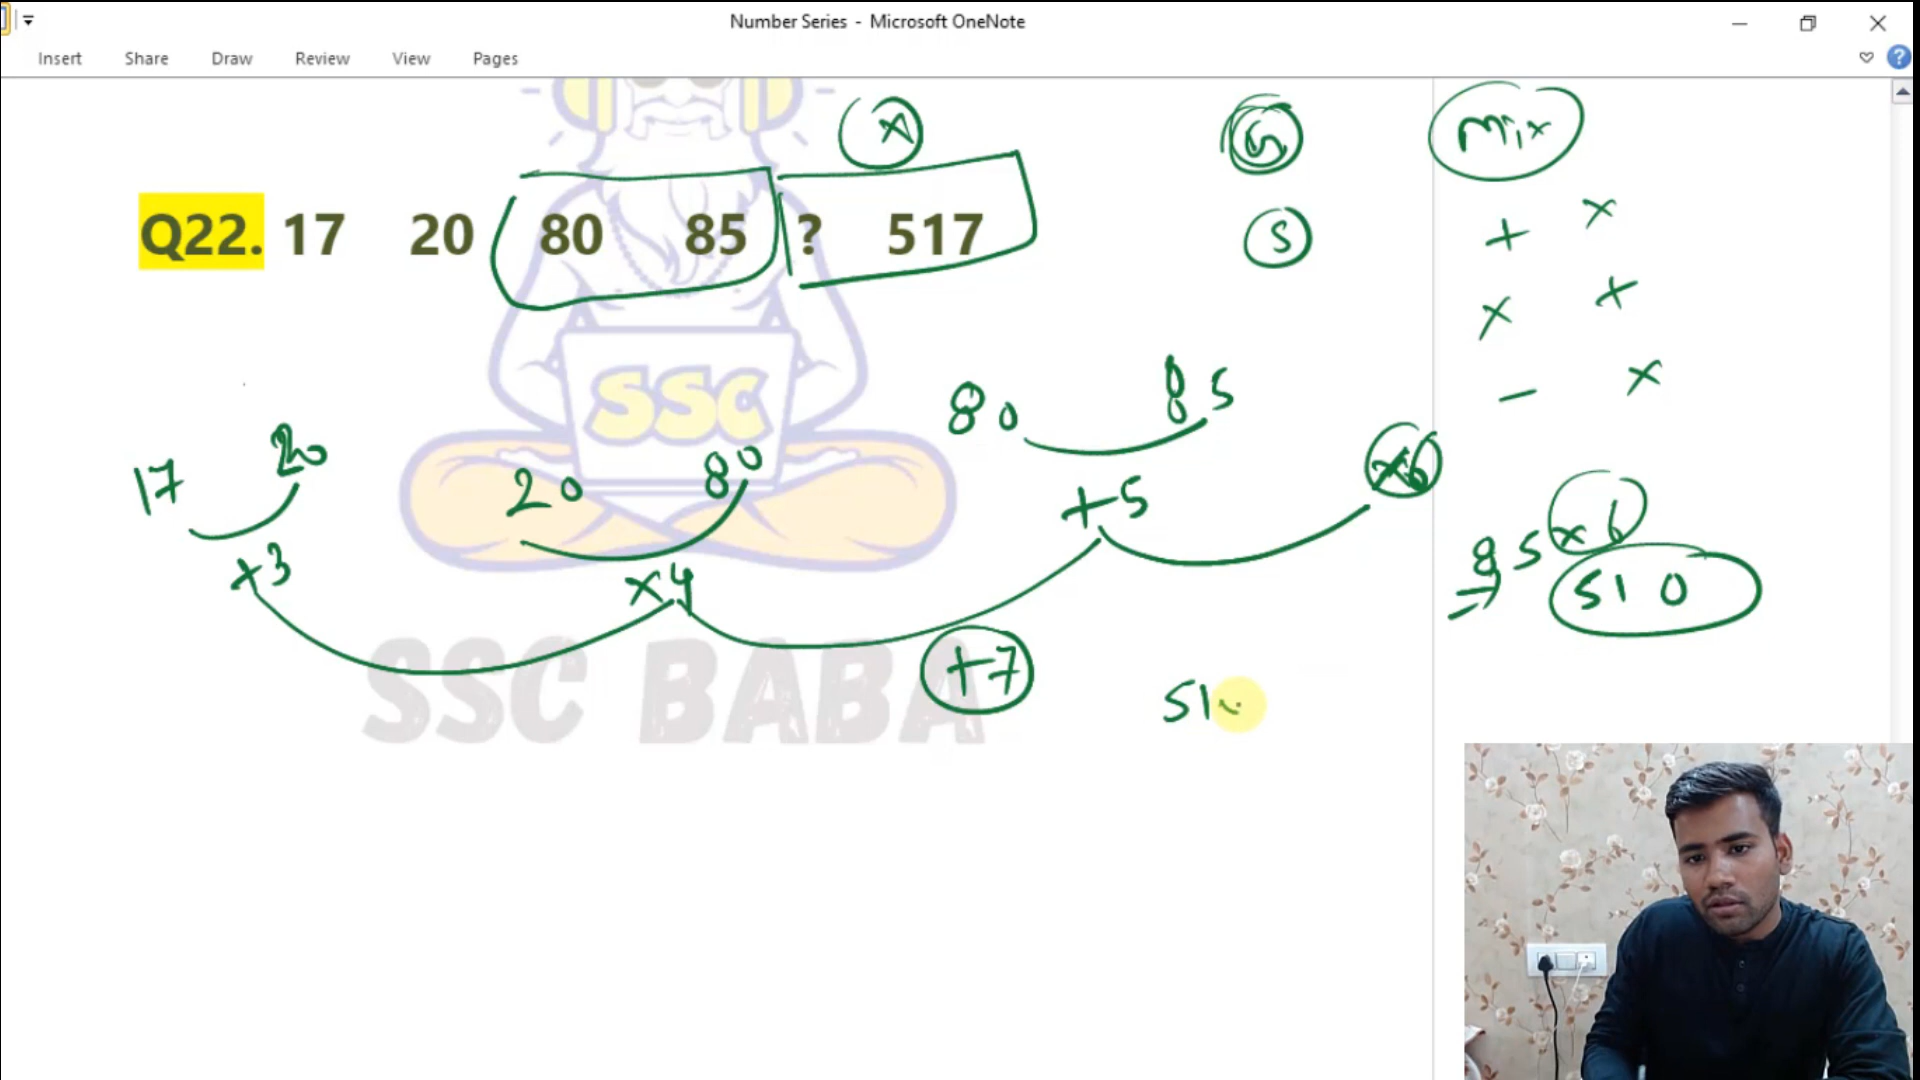 Number Series - Microsoft OneNote
Insert Share Draw Review View Pages
Mix
Q22. 17 20 80 85 ? 517
S
+ ×
× +
- ×
SSC
80 85
17 20
20 80
×6
+5
85×6
+3
×4
510
+7
SSC BABA
51